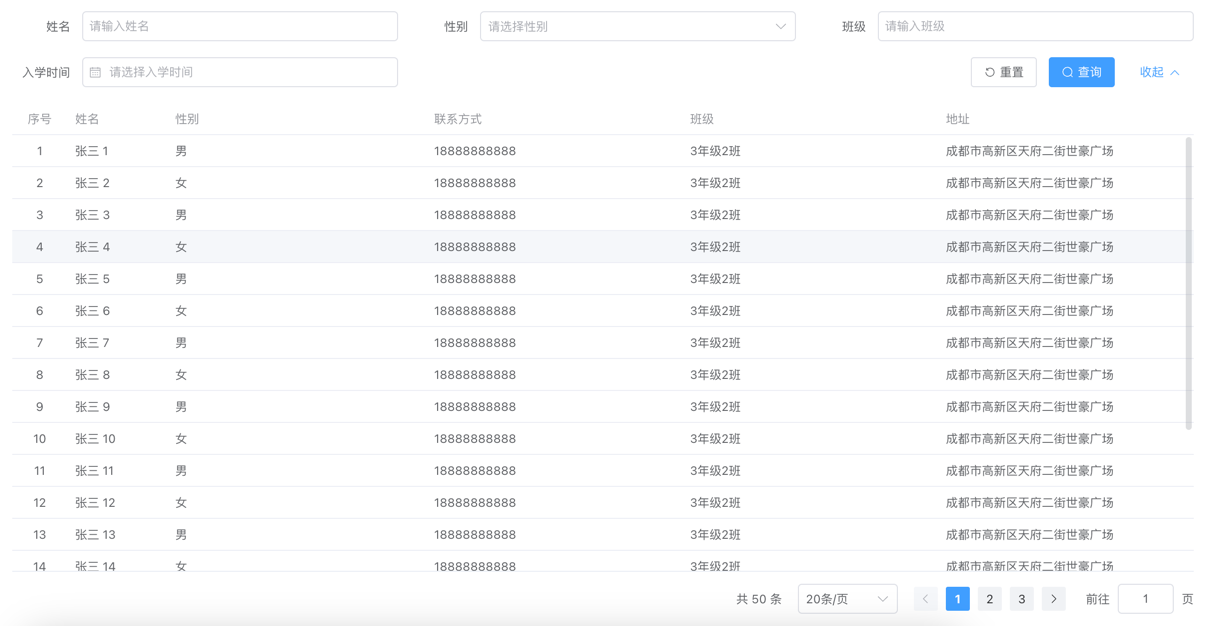 姓名 请输入姓名 性别 请选择性别 班级 请输入班级
入学时间 请选择入学时间 重置 查询 收起
序号 姓名 性别 联系方式 班级 地址
1 张三 1 男 18888888888 3年级2班 成都市高新区天府二街世豪广场
2 张三 2 女 18888888888 3年级2班 成都市高新区天府二街世豪广场
3 张三 3 男 18888888888 3年级2班 成都市高新区天府二街世豪广场
4 张三 4 女 18888888888 3年级2班 成都市高新区天府二街世豪广场
5 张三 5 男 18888888888 3年级2班 成都市高新区天府二街世豪广场
6 张三 6 女 18888888888 3年级2班 成都市高新区天府二街世豪广场
7 张三 7 男 18888888888 3年级2班 成都市高新区天府二街世豪广场
8 张三 8 女 18888888888 3年级2班 成都市高新区天府二街世豪广场
9 张三 9 男 18888888888 3年级2班 成都市高新区天府二街世豪广场
10 张三 10 女 18888888888 3年级2班 成都市高新区天府二街世豪广场
11 张三 11 男 18888888888 3年级2班 成都市高新区天府二街世豪广场
12 张三 12 女 18888888888 3年级2班 成都市高新区天府二街世豪广场
13 张三 13 男 18888888888 3年级2班 成都市高新区天府二街世豪广场
14 张三 14 女 18888888888 3年级2班 成都市高新区天府二街世豪广场
共 50 条 20条/页 1 2 3 前往 1 页